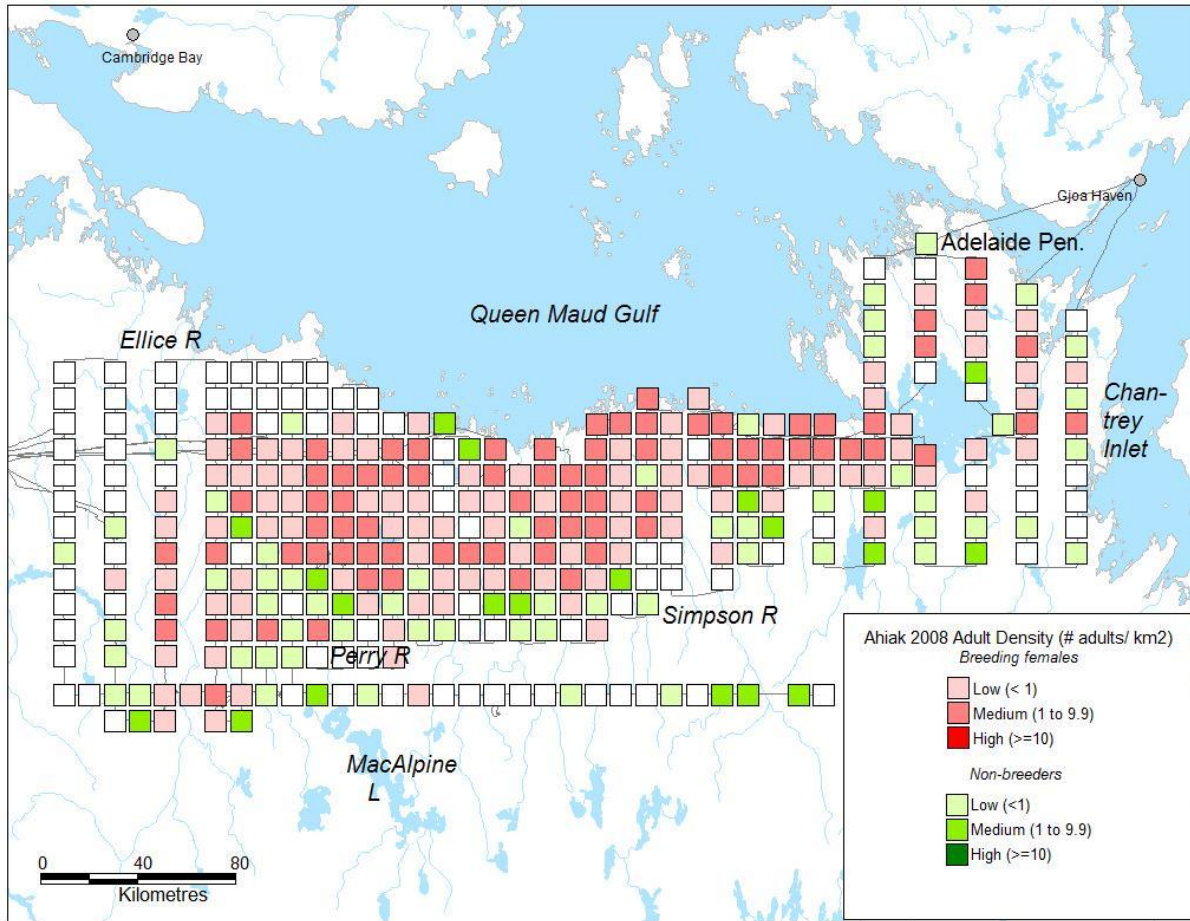 Cambridge Bay
Gjoa Haven
Adelaide Pen.
Queen Maud Gulf
Ellice R
Chan-
trey
Inlet
Simpson R
Perry R
MacAlpine
L
0 40 80
Kilometres
Ahiak 2008 Adult Density (# adults/ km2)
Breeding females
Low (< 1)
Medium (1 to 9.9)
High (>=10)
Non-breeders
Low (<1)
Medium (1 to 9.9)
High (>=10)